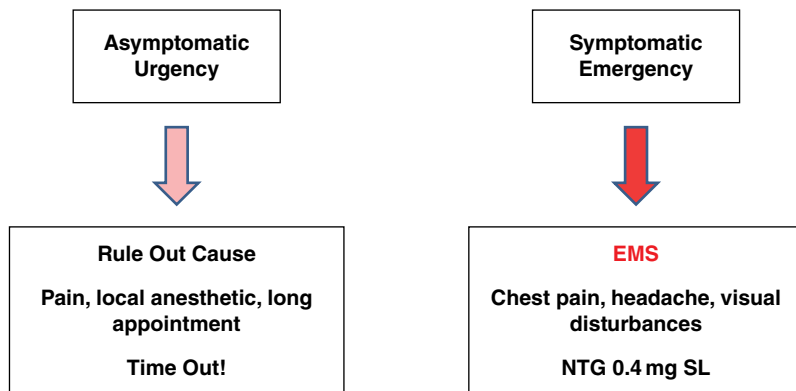 Asymptomatic
Urgency
Symptomatic
Emergency
Rule Out Cause
Pain, local anesthetic, long
appointment
Time Out!
EMS
Chest pain, headache, visual
disturbances
NTG 0.4 mg SL